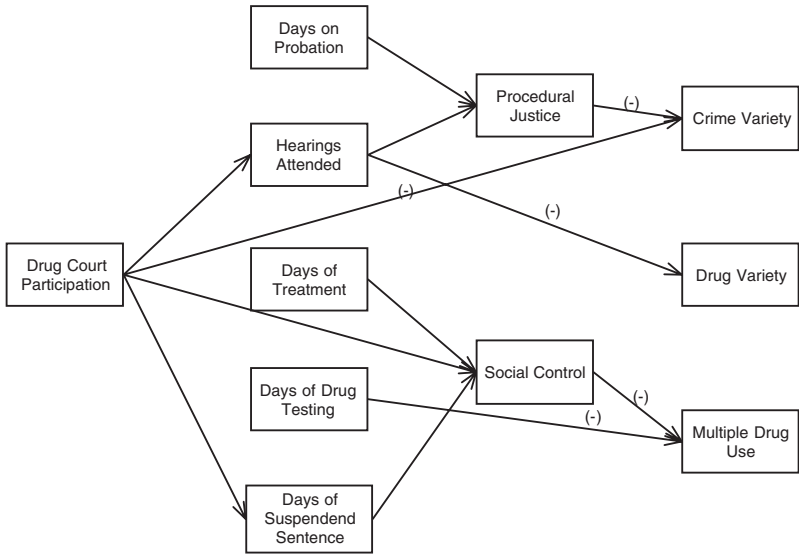 Days on
Probation
Procedural
Justice
(-)
Crime Variety
Hearings
Attended
(-)
(-)
Drug Court
Participation
Days of
Treatment
Drug Variety
Social Control
Days of Drug
Testing
(-)
(-)
Multiple Drug
Use
Days of
Suspendend
Sentence